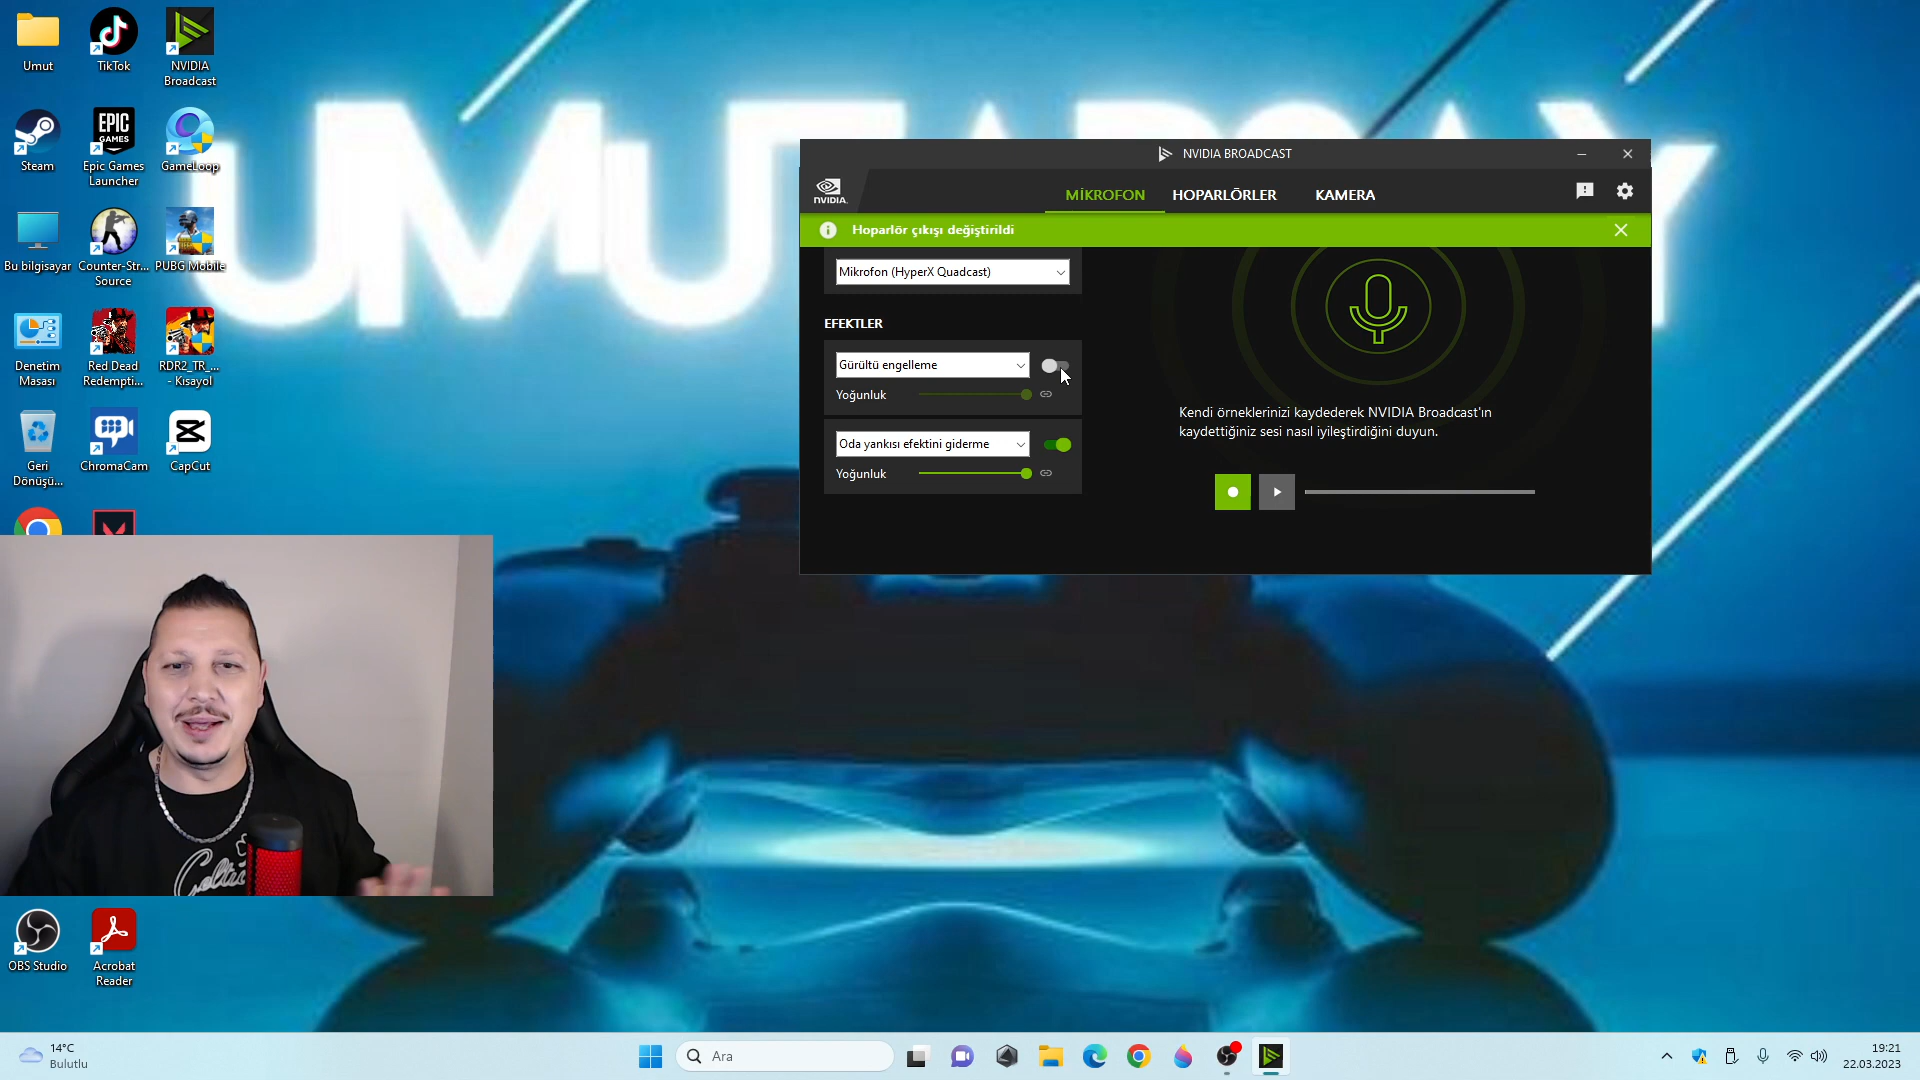 Umut
TikTok
NVIDIA
Broadcast
Steam
EPIC
GAMES
Epic Games
Launcher
GameLoop
Bu bilgisayar
Counter-Str...
Source
PUBG Mobile
Denetim
Masası
Red Dead
Redempti...
RDR2_TR_...
- Kısayol
Geri
Dönüşü...
ChromaCam
CapCut
OBS Studio
Acrobat
Reader
NVIDIA BROADCAST
NVIDIA.
MİKROFON
HOPARLÖRLER
KAMERA
Hoparlör çıkışı değiştirildi
Mikrofon (HyperX Quadcast)
EFEKTLER
Gürültü engelleme
Yoğunluk
Oda yankısı efektini giderme
Yoğunluk
Kendi örneklerinizi kaydederek NVIDIA Broadcast'ın
kaydettiğiniz sesi nasıl iyileştirdiğini duyun.
14°C
Bulutlu
Ara
19:21
22.03.2023